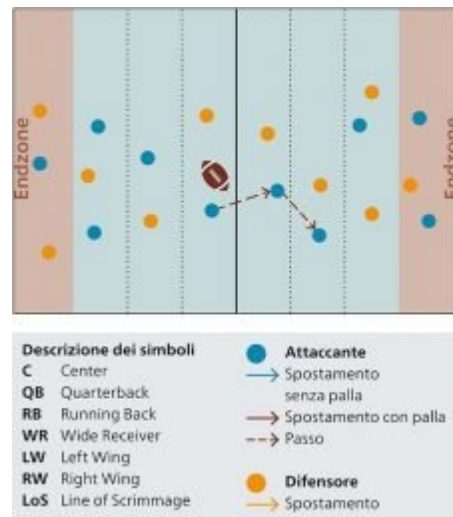 Endzone
Endzone
Descrizione dei simboli
C Center
QB Quarterback
RB Running Back
WR Wide Receiver
LW Left Wing
RW Right Wing
LoS Line of Scrimmage
Attaccante
Spostamento
senza palla
Spostamento con palla
Passo
Difensore
Spostamento